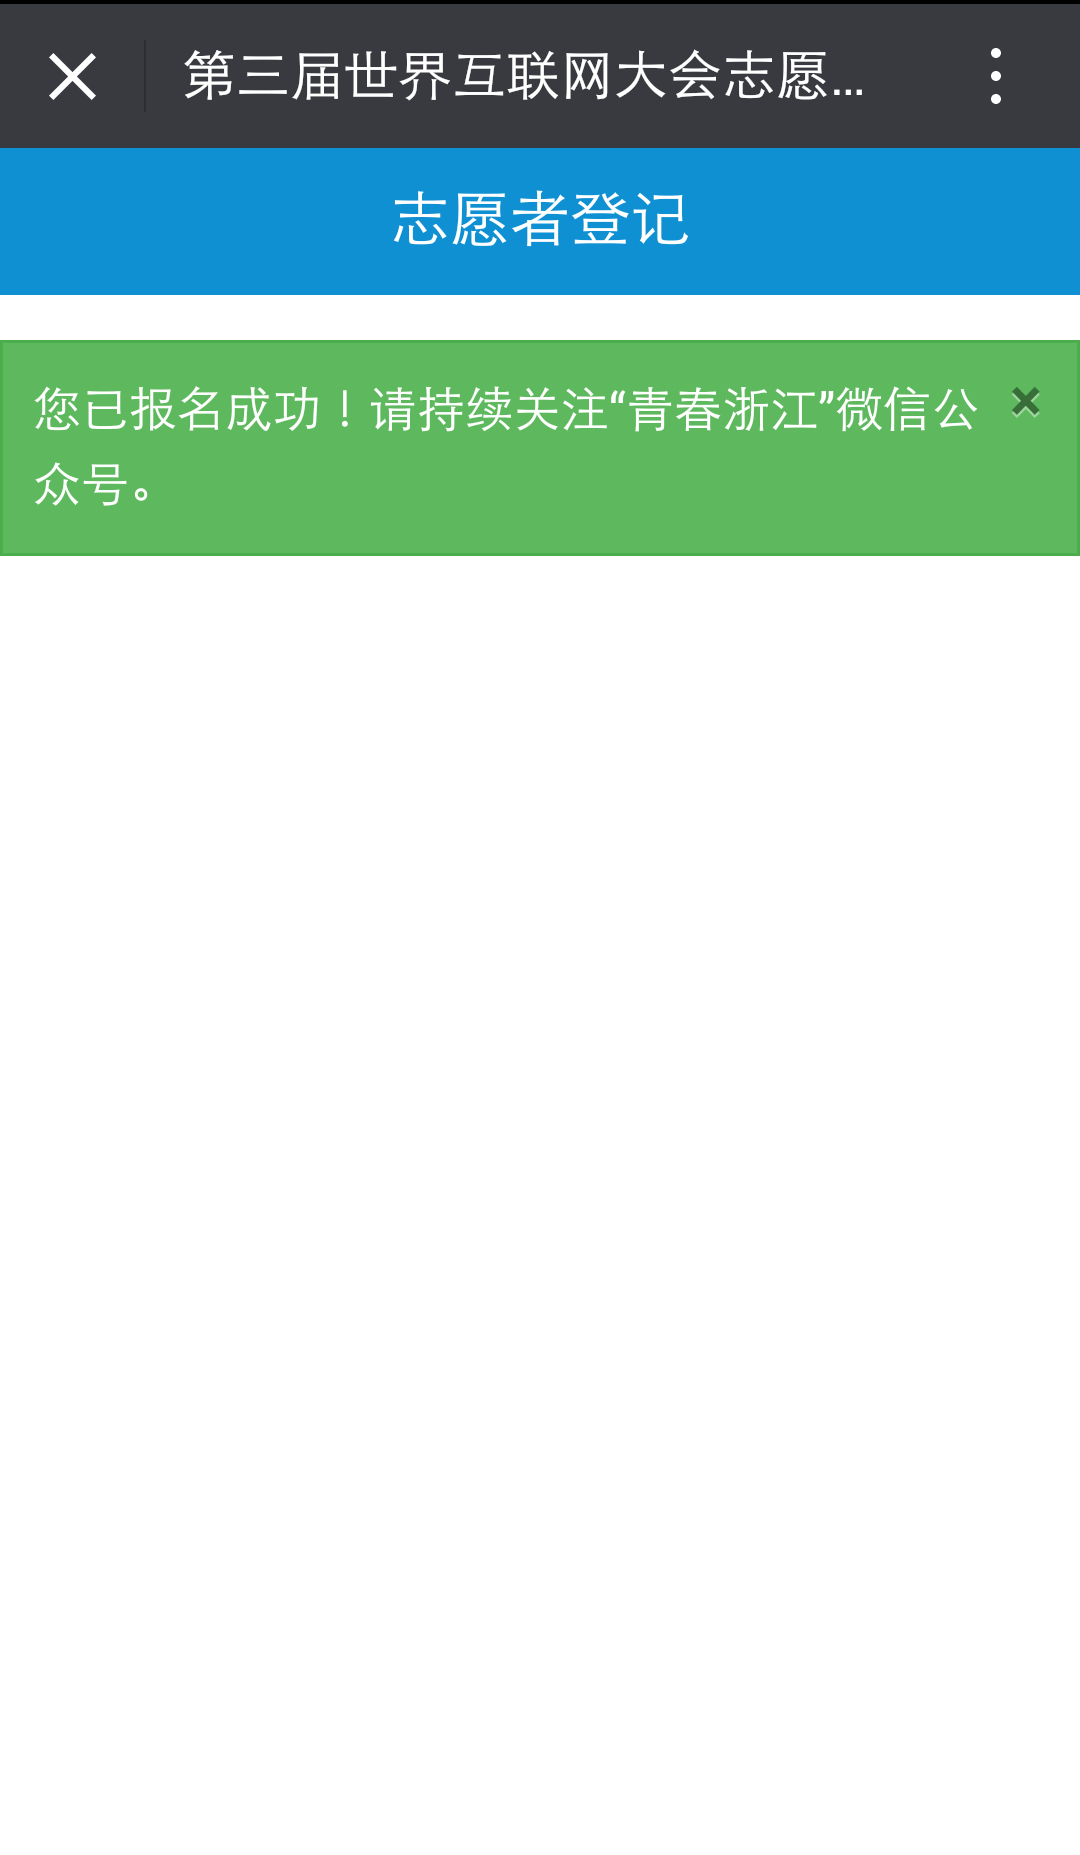 第三届世界互联网大会志愿...
志愿者登记
您已报名成功！请持续关注“青春浙江”微信公
众号。